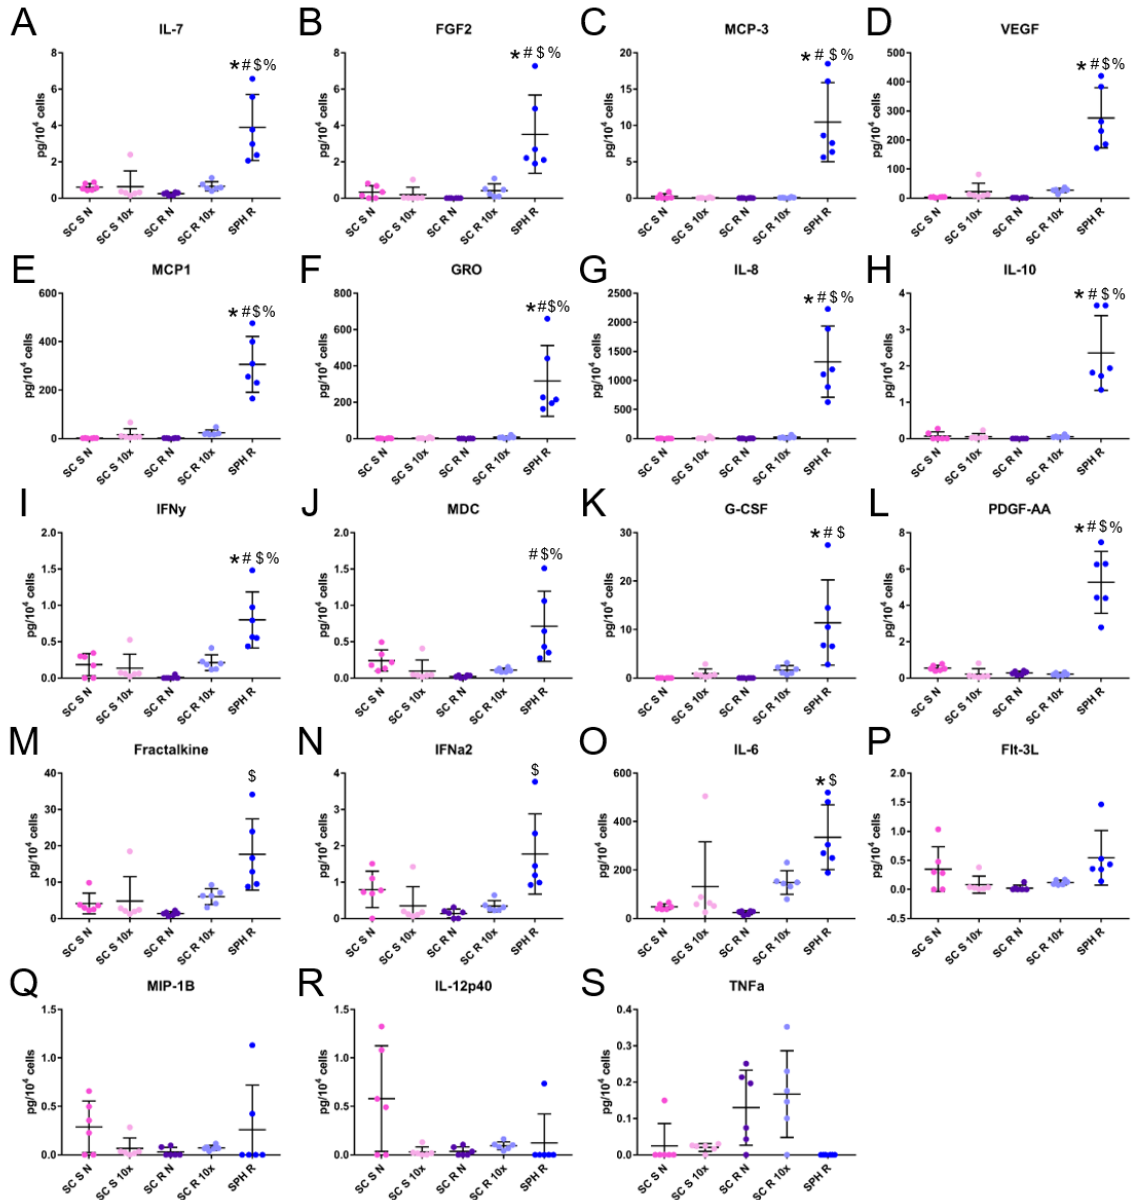 A
IL-7
pg/10⁴ cells
8
6
4
2
0
*#$%
SC S N
SC S 10x
SC R N
SC R 10x
SPH R
B
FGF2
pg/10⁴ cells
8
6
4
2
0
*#$%
SC S N
SC S 10x
SC R N
SC R 10x
SPH R
C
MCP-3
pg/10⁴ cells
20
15
10
5
0
*#$%
SC S N
SC S 10x
SC R N
SC R 10x
SPH R
D
VEGF
pg/10⁴ cells
500
400
300
200
100
0
*#$%
SC S N
SC S 10x
SC R N
SC R 10x
SPH R
E
MCP1
pg/10⁴ cells
600
400
200
0
*#$%
SC S N
SC S 10x
SC R N
SC R 10x
SPH R
F
GRO
pg/10⁴ cells
800
600
400
200
0
*#$%
SC S N
SC S 10x
SC R N
SC R 10x
SPH R
G
IL-8
pg/10⁴ cells
2500
2000
1500
1000
500
0
*#$%
SC S N
SC S 10x
SC R N
SC R 10x
SPH R
H
IL-10
pg/10⁴ cells
4
3
2
1
0
*#$%
SC S N
SC S 10x
SC R N
SC R 10x
SPH R
I
IFNy
pg/10⁴ cells
2.0
1.5
1.0
0.5
0.0
*#$%
SC S N
SC S 10x
SC R N
SC R 10x
SPH R
J
MDC
pg/10⁴ cells
2.0
1.5
1.0
0.5
0.0
#$%
SC S N
SC S 10x
SC R N
SC R 10x
SPH R
K
G-CSF
pg/10⁴ cells
30
20
10
0
*#$
SC S N
SC S 10x
SC R N
SC R 10x
SPH R
L
PDGF-AA
pg/10⁴ cells
8
6
4
2
0
*#$%
SC S N
SC S 10x
SC R N
SC R 10x
SPH R
M
Fractalkine
pg/10⁴ cells
40
30
20
10
0
$
SC S N
SC S 10x
SC R N
SC R 10x
SPH R
N
IFNa2
pg/10⁴ cells
4
3
2
1
0
$
SC S N
SC S 10x
SC R N
SC R 10x
SPH R
O
IL-6
pg/10⁴ cells
600
400
200
0
*$
SC S N
SC S 10x
SC R N
SC R 10x
SPH R
P
Flt-3L
pg/10⁴ cells
2.0
1.5
1.0
0.5
0.0
-0.5
SC S N
SC S 10x
SC R N
SC R 10x
SPH R
Q
MIP-1B
pg/10⁴ cells
1.5
1.0
0.5
0.0
SC S N
SC S 10x
SC R N
SC R 10x
SPH R
R
IL-12p40
pg/10⁴ cells
1.5
1.0
0.5
0.0
SC S N
SC S 10x
SC R N
SC R 10x
SPH R
S
TNFa
pg/10⁴ cells
0.4
0.3
0.2
0.1
0.0
SC S N
SC S 10x
SC R N
SC R 10x
SPH R